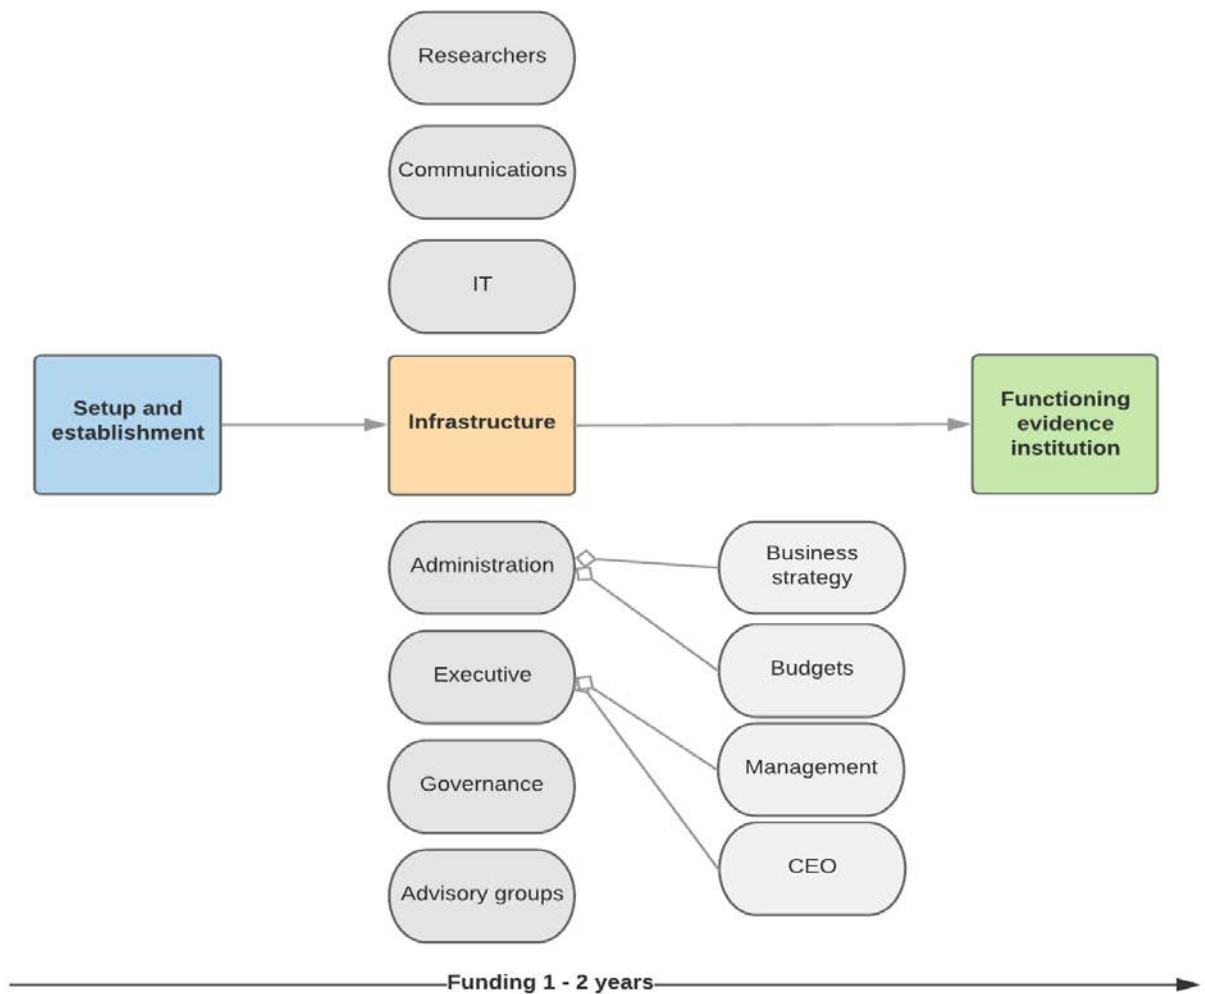 Researchers
Communications
IT
Setup and
establishment
Infrastructure
Functioning
evidence
institution
Administration
Business
strategy
Executive
Budgets
Governance
Management
Advisory groups
CEO
Funding 1 - 2 years